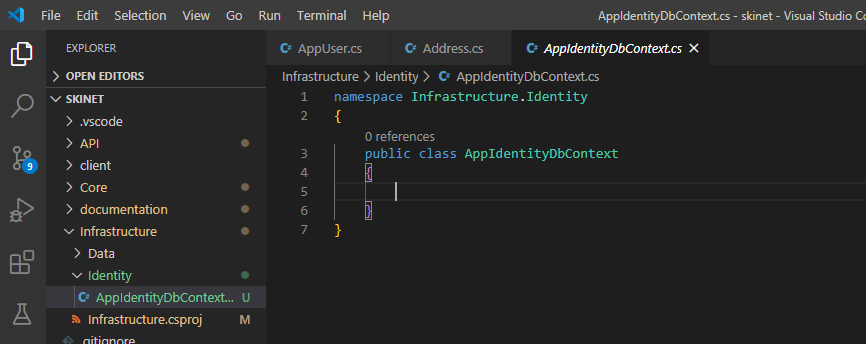 File Edit Selection View Go Run Terminal Help AppIdentityDbContext.cs - skinet - Visual Studio Co
EXPLORER
OPEN EDITORS
SKINET
.vscode
API
client
9
Core
documentation
Infrastructure
Data
Identity
AppIdentityDbContext... U
Infrastructure.csproj M
.gitignore
AppUser.cs Address.cs AppIdentityDbContext.cs
Infrastructure > Identity > AppIdentityDbContext.cs
1 namespace Infrastructure.Identity
2 {
0 references
3 public class AppIdentityDbContext
4 {
5
6 }
7 }